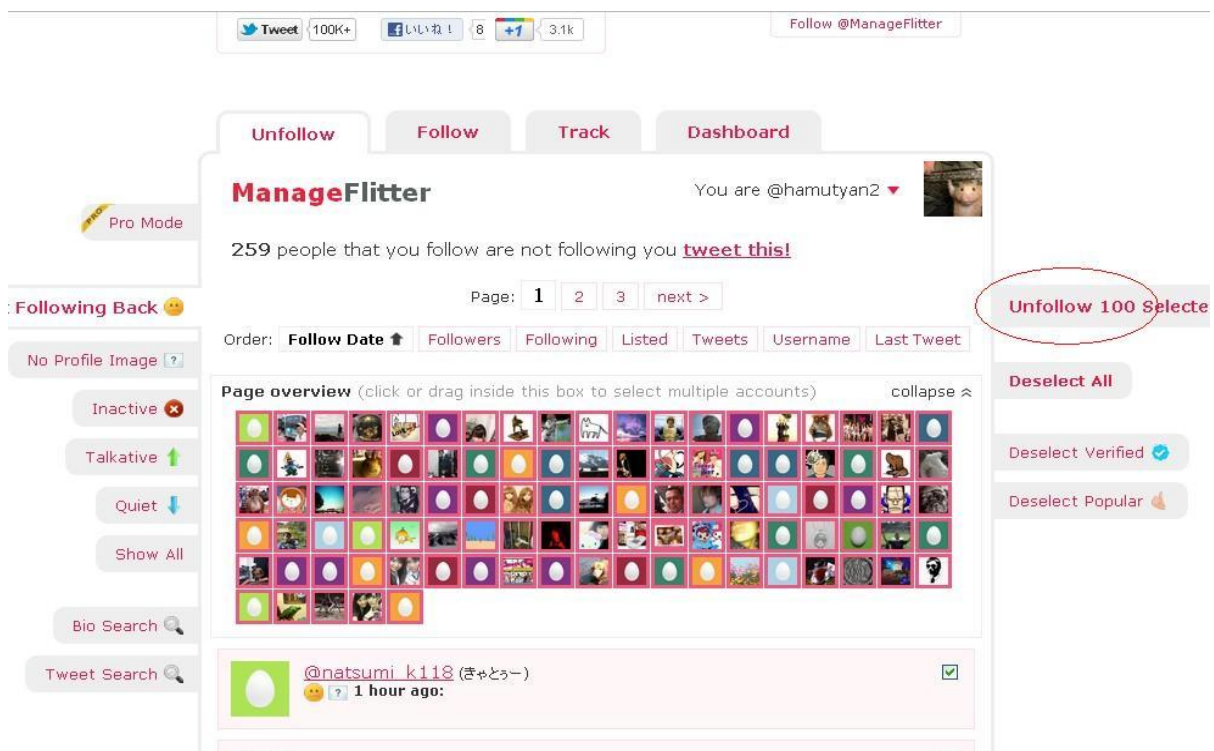 Tweet 100K+ いいね! 8 +1 3.1k
Follow @ManageFlitter
Unfollow Follow Track Dashboard
ManageFlitter
You are @hamutyan2
PRO
Pro Mode
259 people that you follow are not following you tweet this!
Page: 1 2 3 next >
Following Back
Unfollow 100 Selecte
Order: Follow Date Followers Following Listed Tweets Username Last Tweet
No Profile Image
Page overview (click or drag inside this box to select multiple accounts) collapse
Deselect All
Inactive
Talkative
Deselect Verified
Quiet
Deselect Popular
Show All
Bio Search
Tweet Search
@natsumi_k118 (きゃとぅー)
1 hour ago: